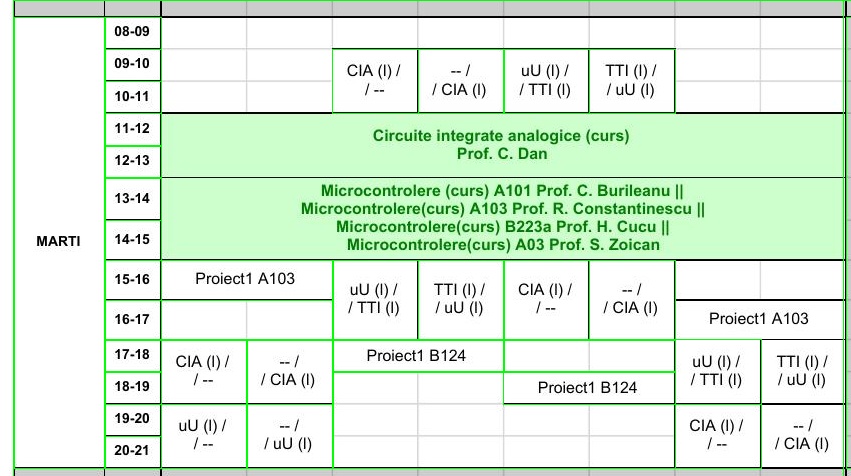 08-09
09-10
CIA (l) / -- / uU (l) / TTI (l) /
/ -- / CIA (l) / TTI (l) / uU (l)
10-11
11-12
Circuite integrate analogice (curs)
Prof. C. Dan
12-13
13-14
Microcontrolere (curs) A101 Prof. C. Burileanu ||
Microcontrolere(curs) A103 Prof. R. Constantinescu ||
Microcontrolere(curs) B223a Prof. H. Cucu ||
Microcontrolere(curs) A03 Prof. S. Zoican
14-15
MARTI
15-16 Proiect1 A103
uU (l) / TTI (l) / CIA (l) / -- /
/ TTI (l) / uU (l) / -- / CIA (l)
16-17 Proiect1 A103
17-18 Proiect1 B124
CIA (l) / -- / uU (l) / TTI (l) /
/ -- / CIA (l) / TTI (l) / uU (l)
18-19 Proiect1 B124
19-20
uU (l) / -- / CIA (l) / -- /
/ -- / uU (l) / -- / CIA (l)
20-21